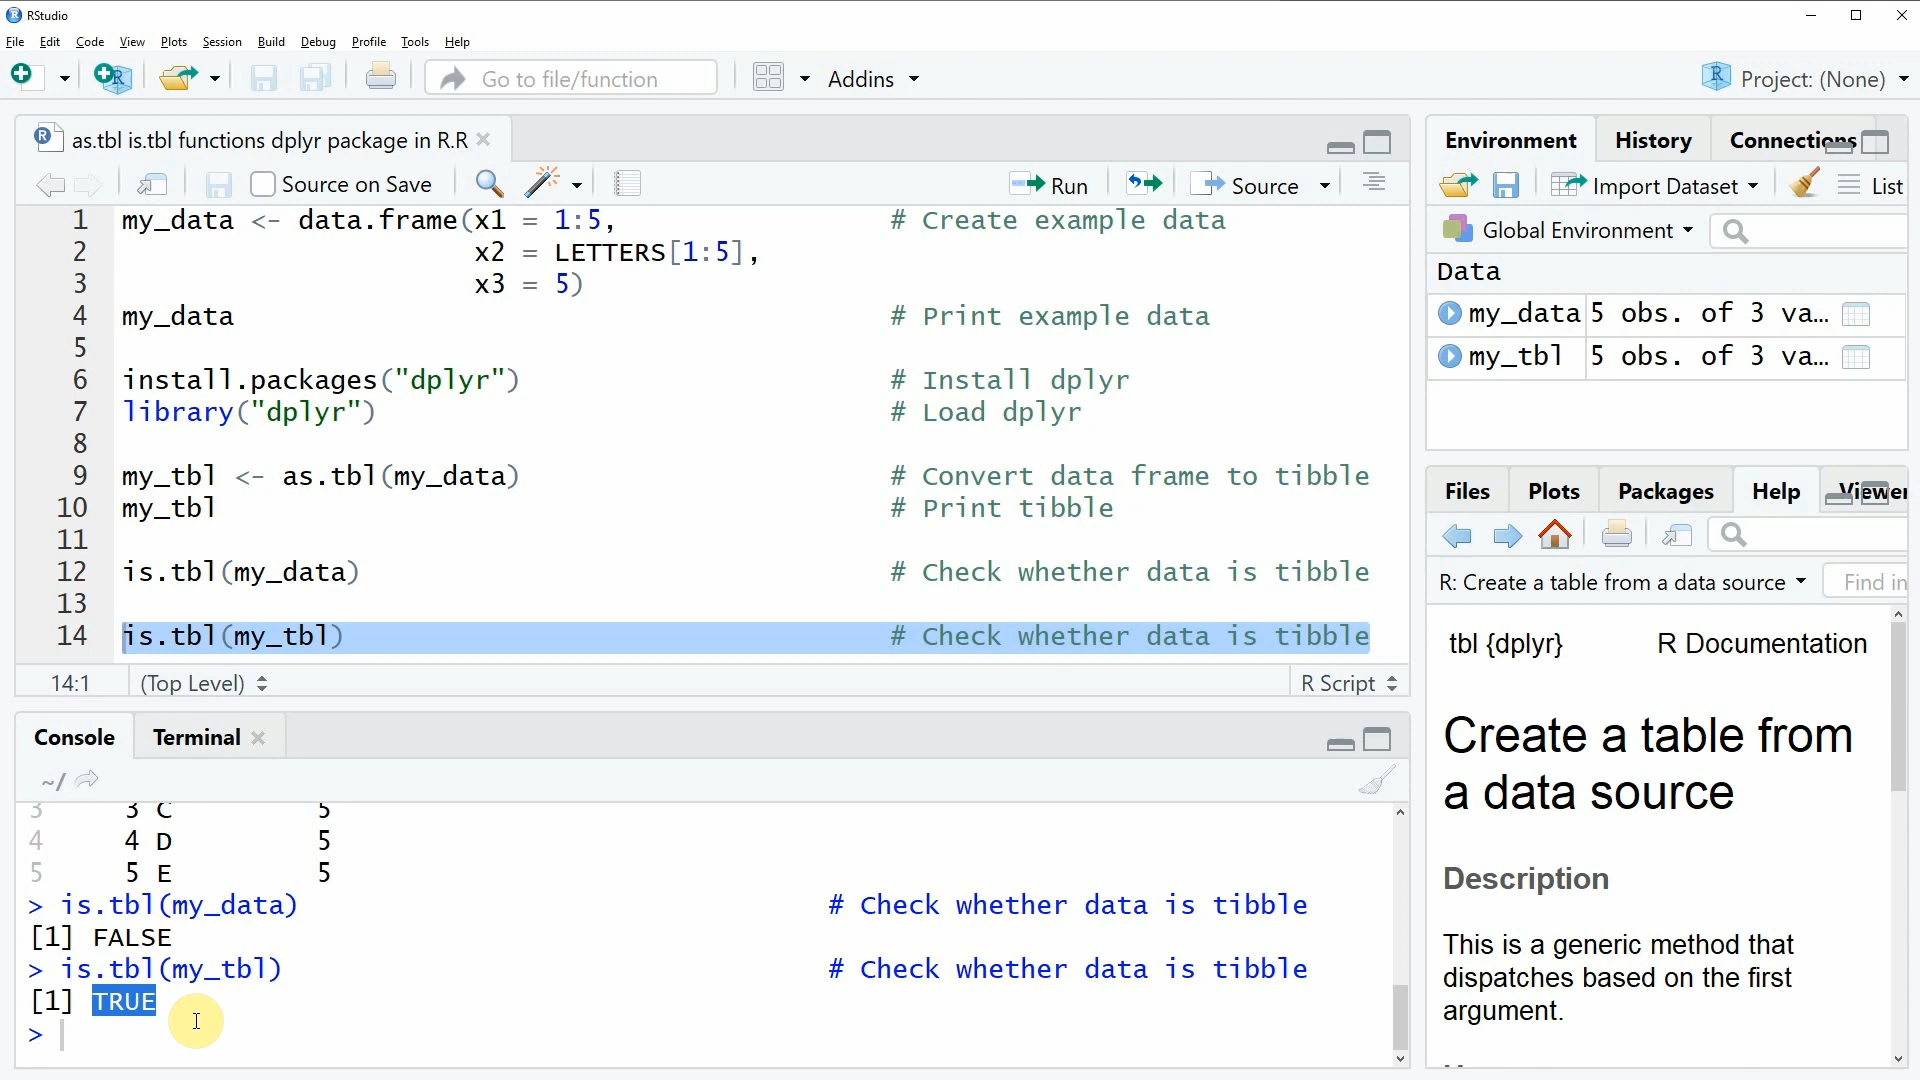 RStudio
File Edit Code View Plots Session Build Debug Profile Tools Help
Go to file/function Addins Project: (None)
as.tbl is.tbl functions dplyr package in R.R
Source on Save Run Source
1 my_data <- data.frame(x1 = 1:5, # Create example data
2 x2 = LETTERS[1:5],
3 x3 = 5)
4 my_data # Print example data
5
6 install.packages("dplyr") # Install dplyr
7 library("dplyr") # Load dplyr
8
9 my_tbl <- as.tbl(my_data) # Convert data frame to tibble
10 my_tbl # Print tibble
11
12 is.tbl(my_data) # Check whether data is tibble
13
14 is.tbl(my_tbl) # Check whether data is tibble
14:1 (Top Level) R Script
Console Terminal
~/
3 3 C 5
4 4 D 5
5 5 E 5
> is.tbl(my_data) # Check whether data is tibble
[1] FALSE
> is.tbl(my_tbl) # Check whether data is tibble
[1] TRUE
>
Environment History Connections
Import Dataset List
Global Environment
Data
my_data 5 obs. of 3 va…
my_tbl 5 obs. of 3 va…
Files Plots Packages Help Viewer
R: Create a table from a data source Find in
tbl {dplyr} R Documentation
Create a table from
a data source
Description
This is a generic method that
dispatches based on the first
argument.